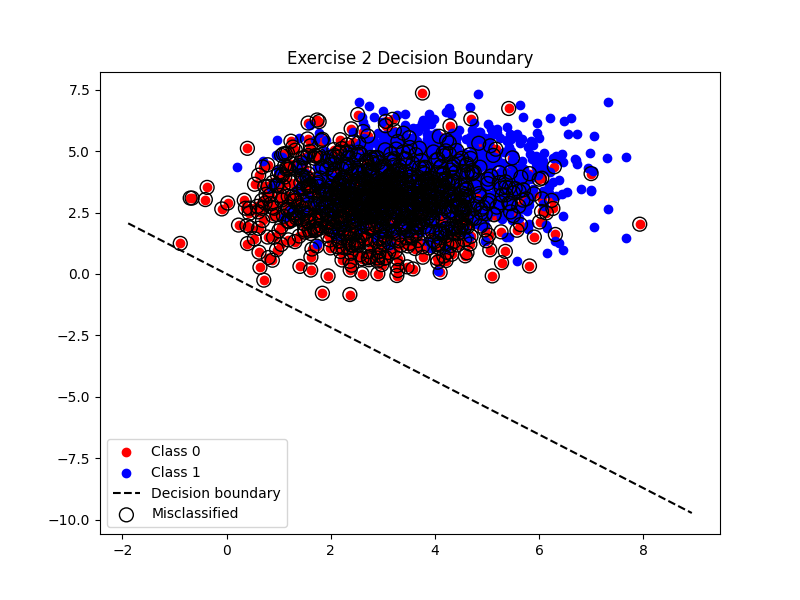 Exercise 2 Decision Boundary
7.5
5.0
2.5
0.0
−2.5
−5.0
−7.5
−10.0
−2
0
2
4
6
8
Class 0
Class 1
Decision boundary
Misclassified